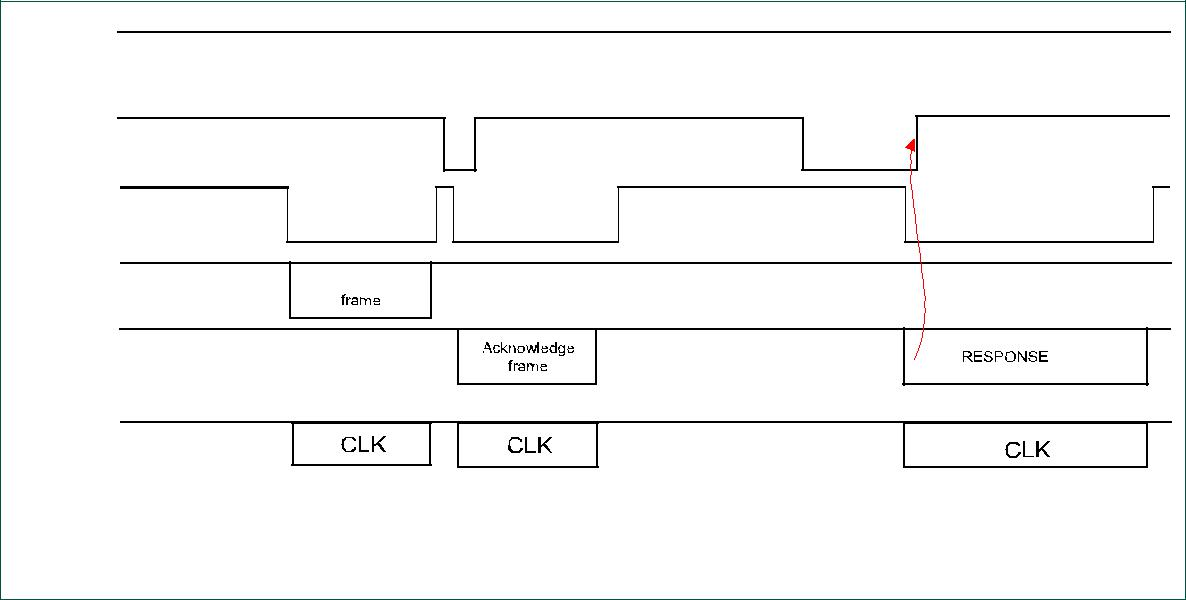 frame
Acknowledge
frame
RESPONSE
CLK
CLK
CLK